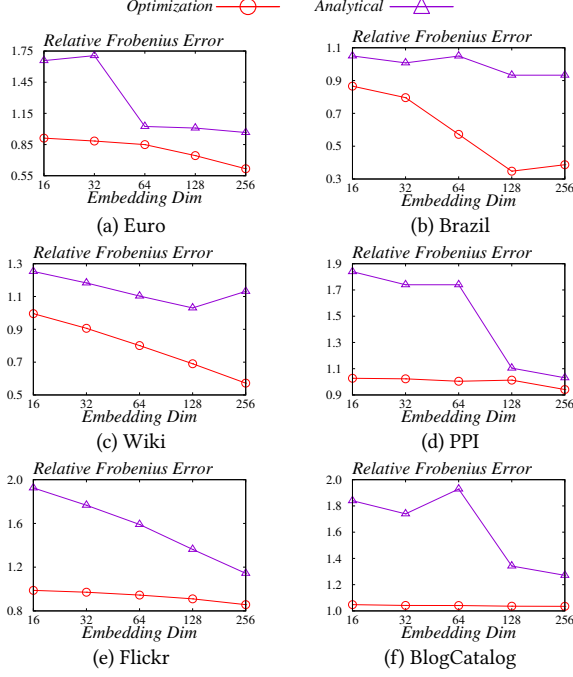 Optimization Analytical
Relative Frobenius Error Relative Frobenius Error
1.75 1.1
1.45 0.9
1.15 0.7
0.85 0.5
0.55 0.3
16 32 64 128 256 16 32 64 128 256
Embedding Dim Embedding Dim
(a) Euro (b) Brazil
Relative Frobenius Error Relative Frobenius Error
1.3 1.9
1.7
1.1 1.5
0.9 1.3
0.7 1.1
0.5 0.9
16 32 64 128 256 16 32 64 128 256
Embedding Dim Embedding Dim
(c) Wiki (d) PPI
Relative Frobenius Error Relative Frobenius Error
2.0 2.0
1.8
1.6 1.6
1.4
1.2 1.2
0.8 1.0
16 32 64 128 256 16 32 64 128 256
Embedding Dim Embedding Dim
(e) Flickr (f) BlogCatalog